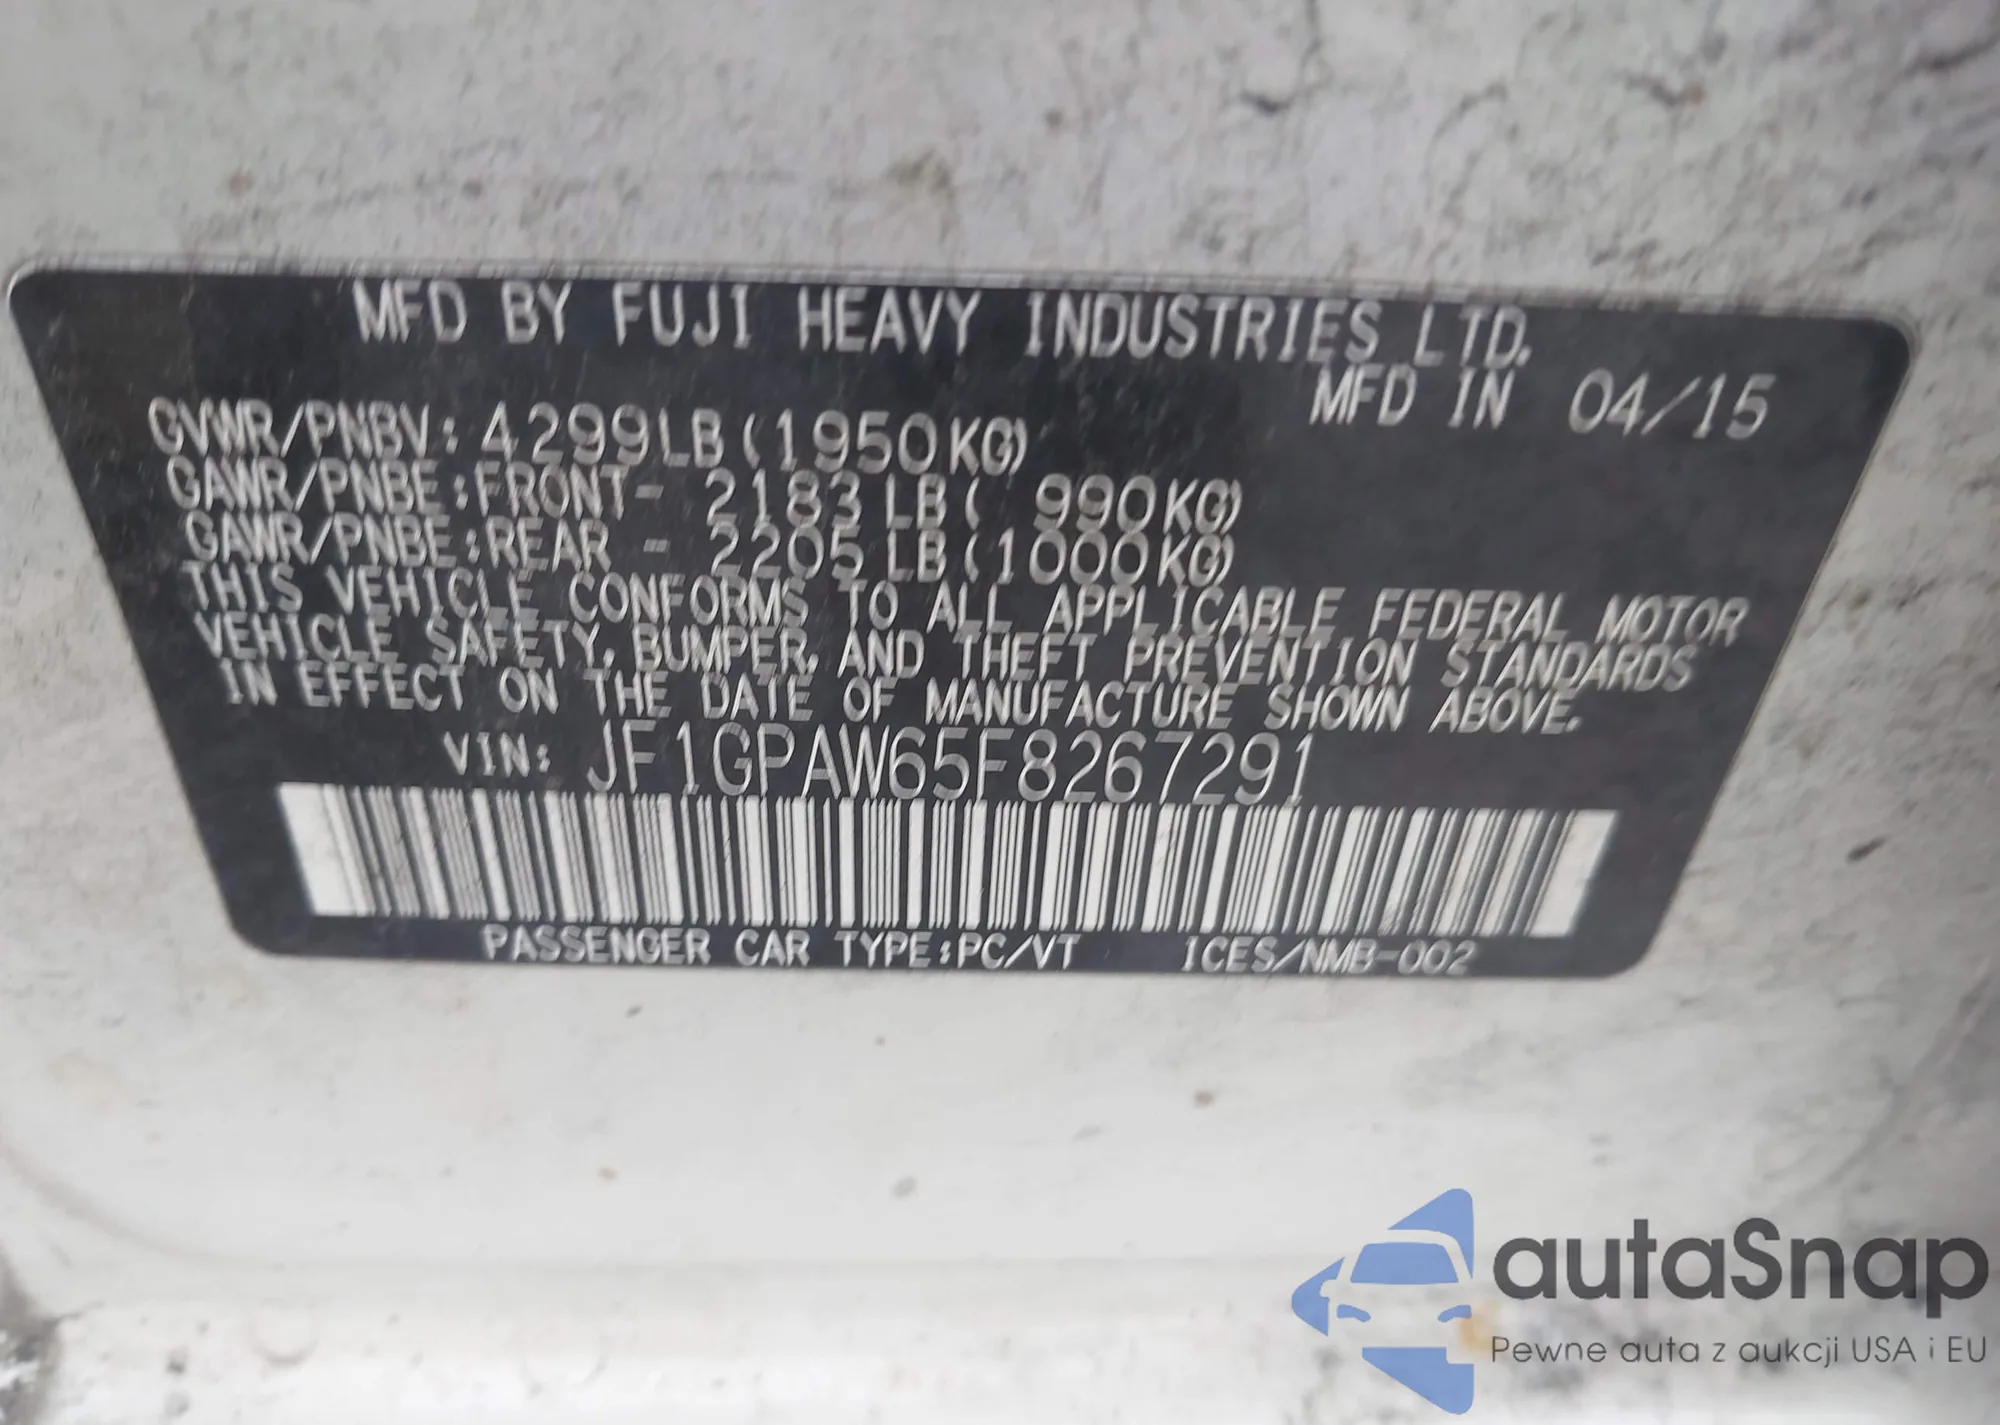 MFD BY FUJI HEAVY INDUSTRIES LTD.
MFD IN 04/15
GVWR/PNBV:4299LB(1950KG)
GAWR/PNBE:FRONT- 2183LB( 990KG)
GAWR/PNBE:REAR - 2205LB(1000KG)
THIS VEHICLE CONFORMS TO ALL APPLICABLE FEDERAL MOTOR
VEHICLE SAFETY, BUMPER, AND THEFT PREVENTION STANDARDS
IN EFFECT ON THE DATE OF MANUFACTURE SHOWN ABOVE.
VIN: JF1GPAW65F8267291
PASSENGER CAR TYPE:PC/VT ICES/NMB-002
autaSnap
Pewne auta z aukcji USA i EU